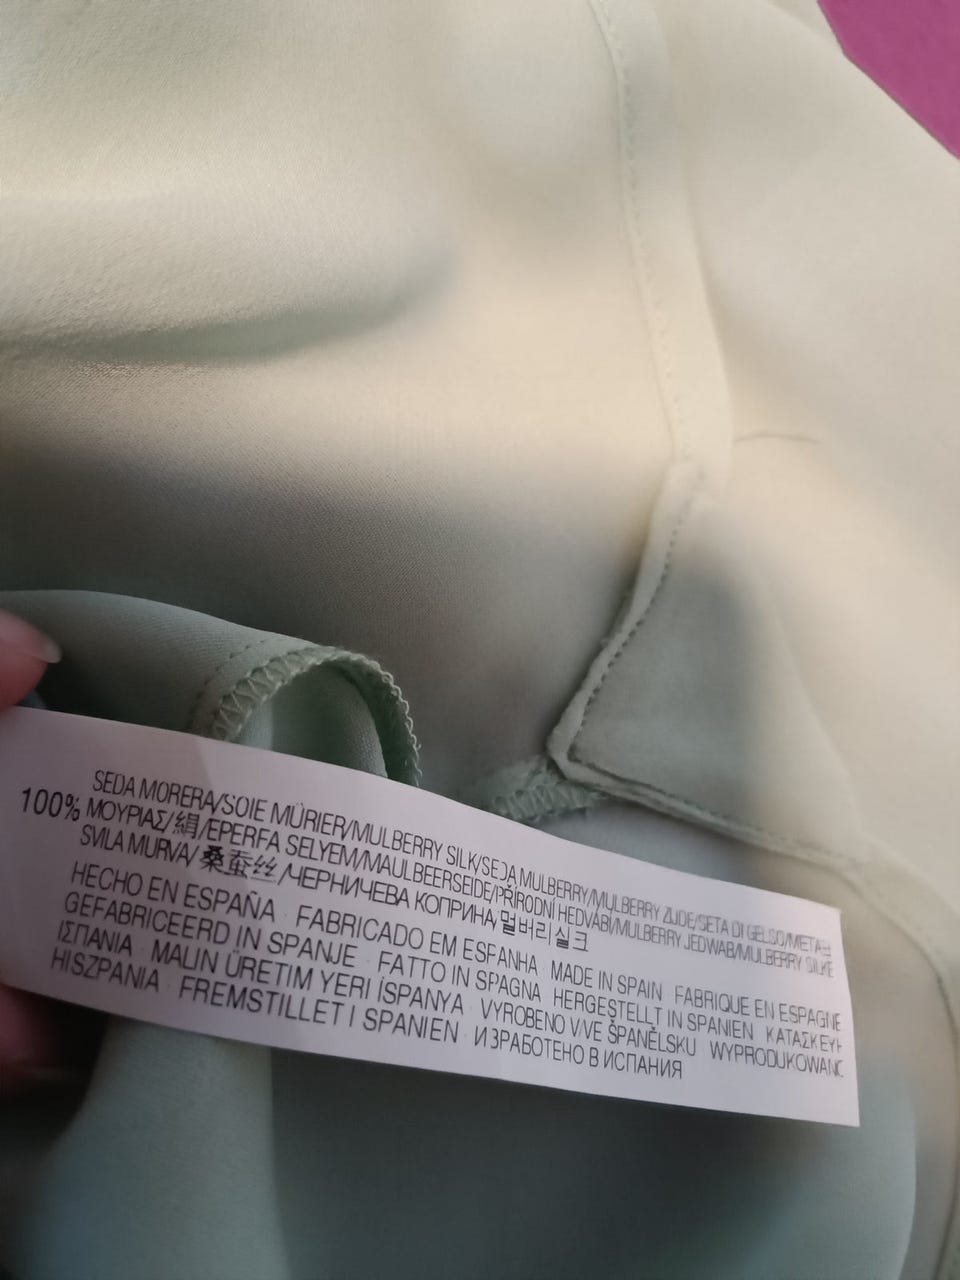 SEDA MORERA/SOIE MÛRIER/MULBERRY SILK/SEDA MULBERRY/MULBERRY ZIJDE/SETA DI GELSO/ΜΕΤΑΞΙ
100% ΜΟΥΡΙΑΣ/絹/EPERFA SELYEM/MAULBEERSEIDE/PŘÍRODNÍ HEDVÁBÍ/MULBERRY JEDWAB/MULBERRY SILKE
SVILA MURVA/桑蚕丝/ЧЕРНИЧЕВА КОПРИНА/멀버리실크
HECHO EN ESPAÑA · FABRICADO EM ESPANHA · MADE IN SPAIN · FABRIQUE EN ESPAGNE
GEFABRICEERD IN SPANJE · FATTO IN SPAGNA · HERGESTELLT IN SPANIEN · ΚΑΤΑΣΚΕΥΗ
ΙΣΠΑΝΙΑ · MALIN ÜRETIM YERI İSPANYA · VYROBENO V/VE ŠPANĚLSKU · WYPRODUKOWANO
HISZPANIA · FREMSTILLET I SPANIEN · ИЗРАБОТЕНО В ИСПАНИЯ